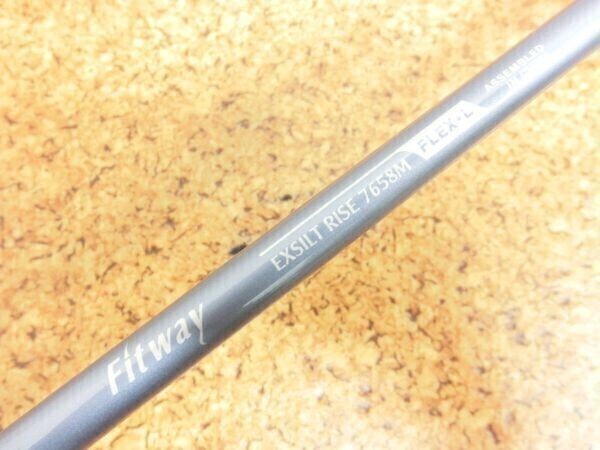 Fitway
EXSILT RISE 7658M
FLEX・L
ASSEMBLED